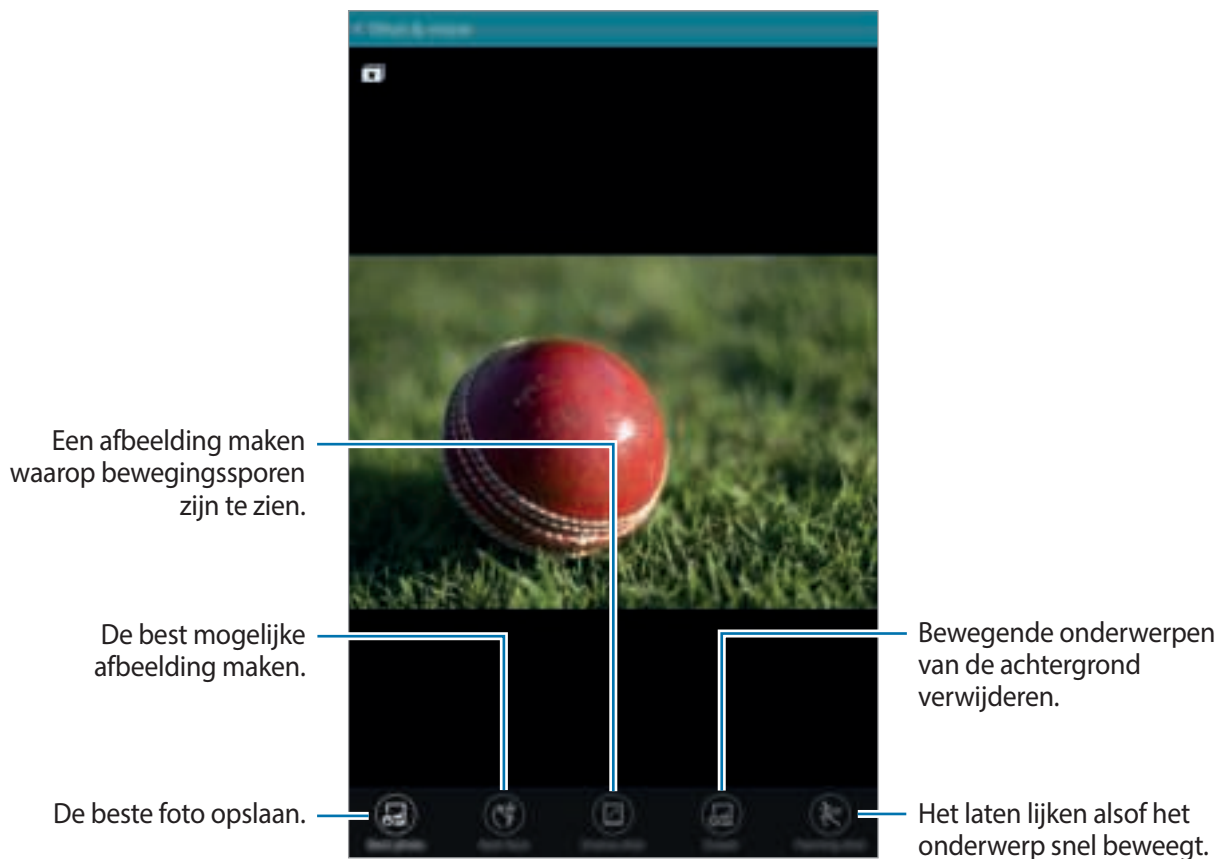 Een afbeelding maken
waarop bewegingssporen
zijn te zien.
De best mogelijke
afbeelding maken.
De beste foto opslaan.
Bewegende onderwerpen
van de achtergrond
verwijderen.
Het laten lijken alsof het
onderwerp snel beweegt.